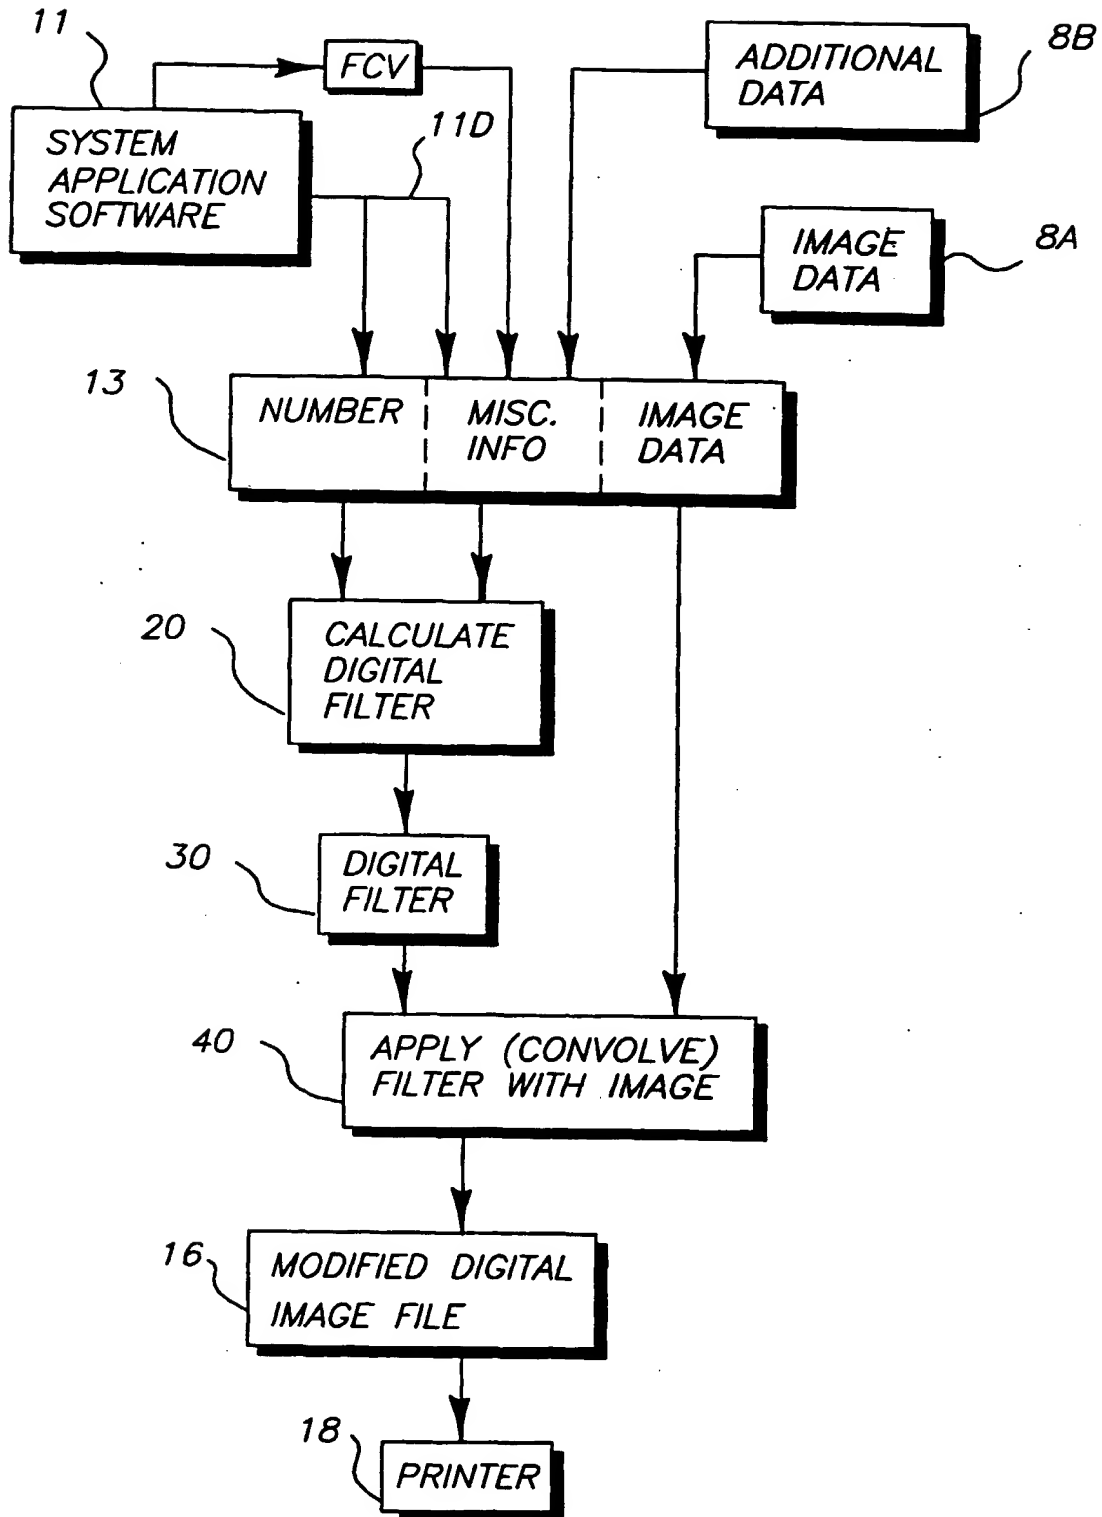 11
FCV
ADDITIONAL
DATA
8B
11D
SYSTEM
APPLICATION
SOFTWARE
IMAGE
DATA
8A
13
NUMBER
MISC.
INFO
IMAGE
DATA
20
CALCULATE
DIGITAL
FILTER
30
DIGITAL
FILTER
40
APPLY (CONVOLVE)
FILTER WITH IMAGE
16
MODIFIED DIGITAL
IMAGE FILE
18
PRINTER